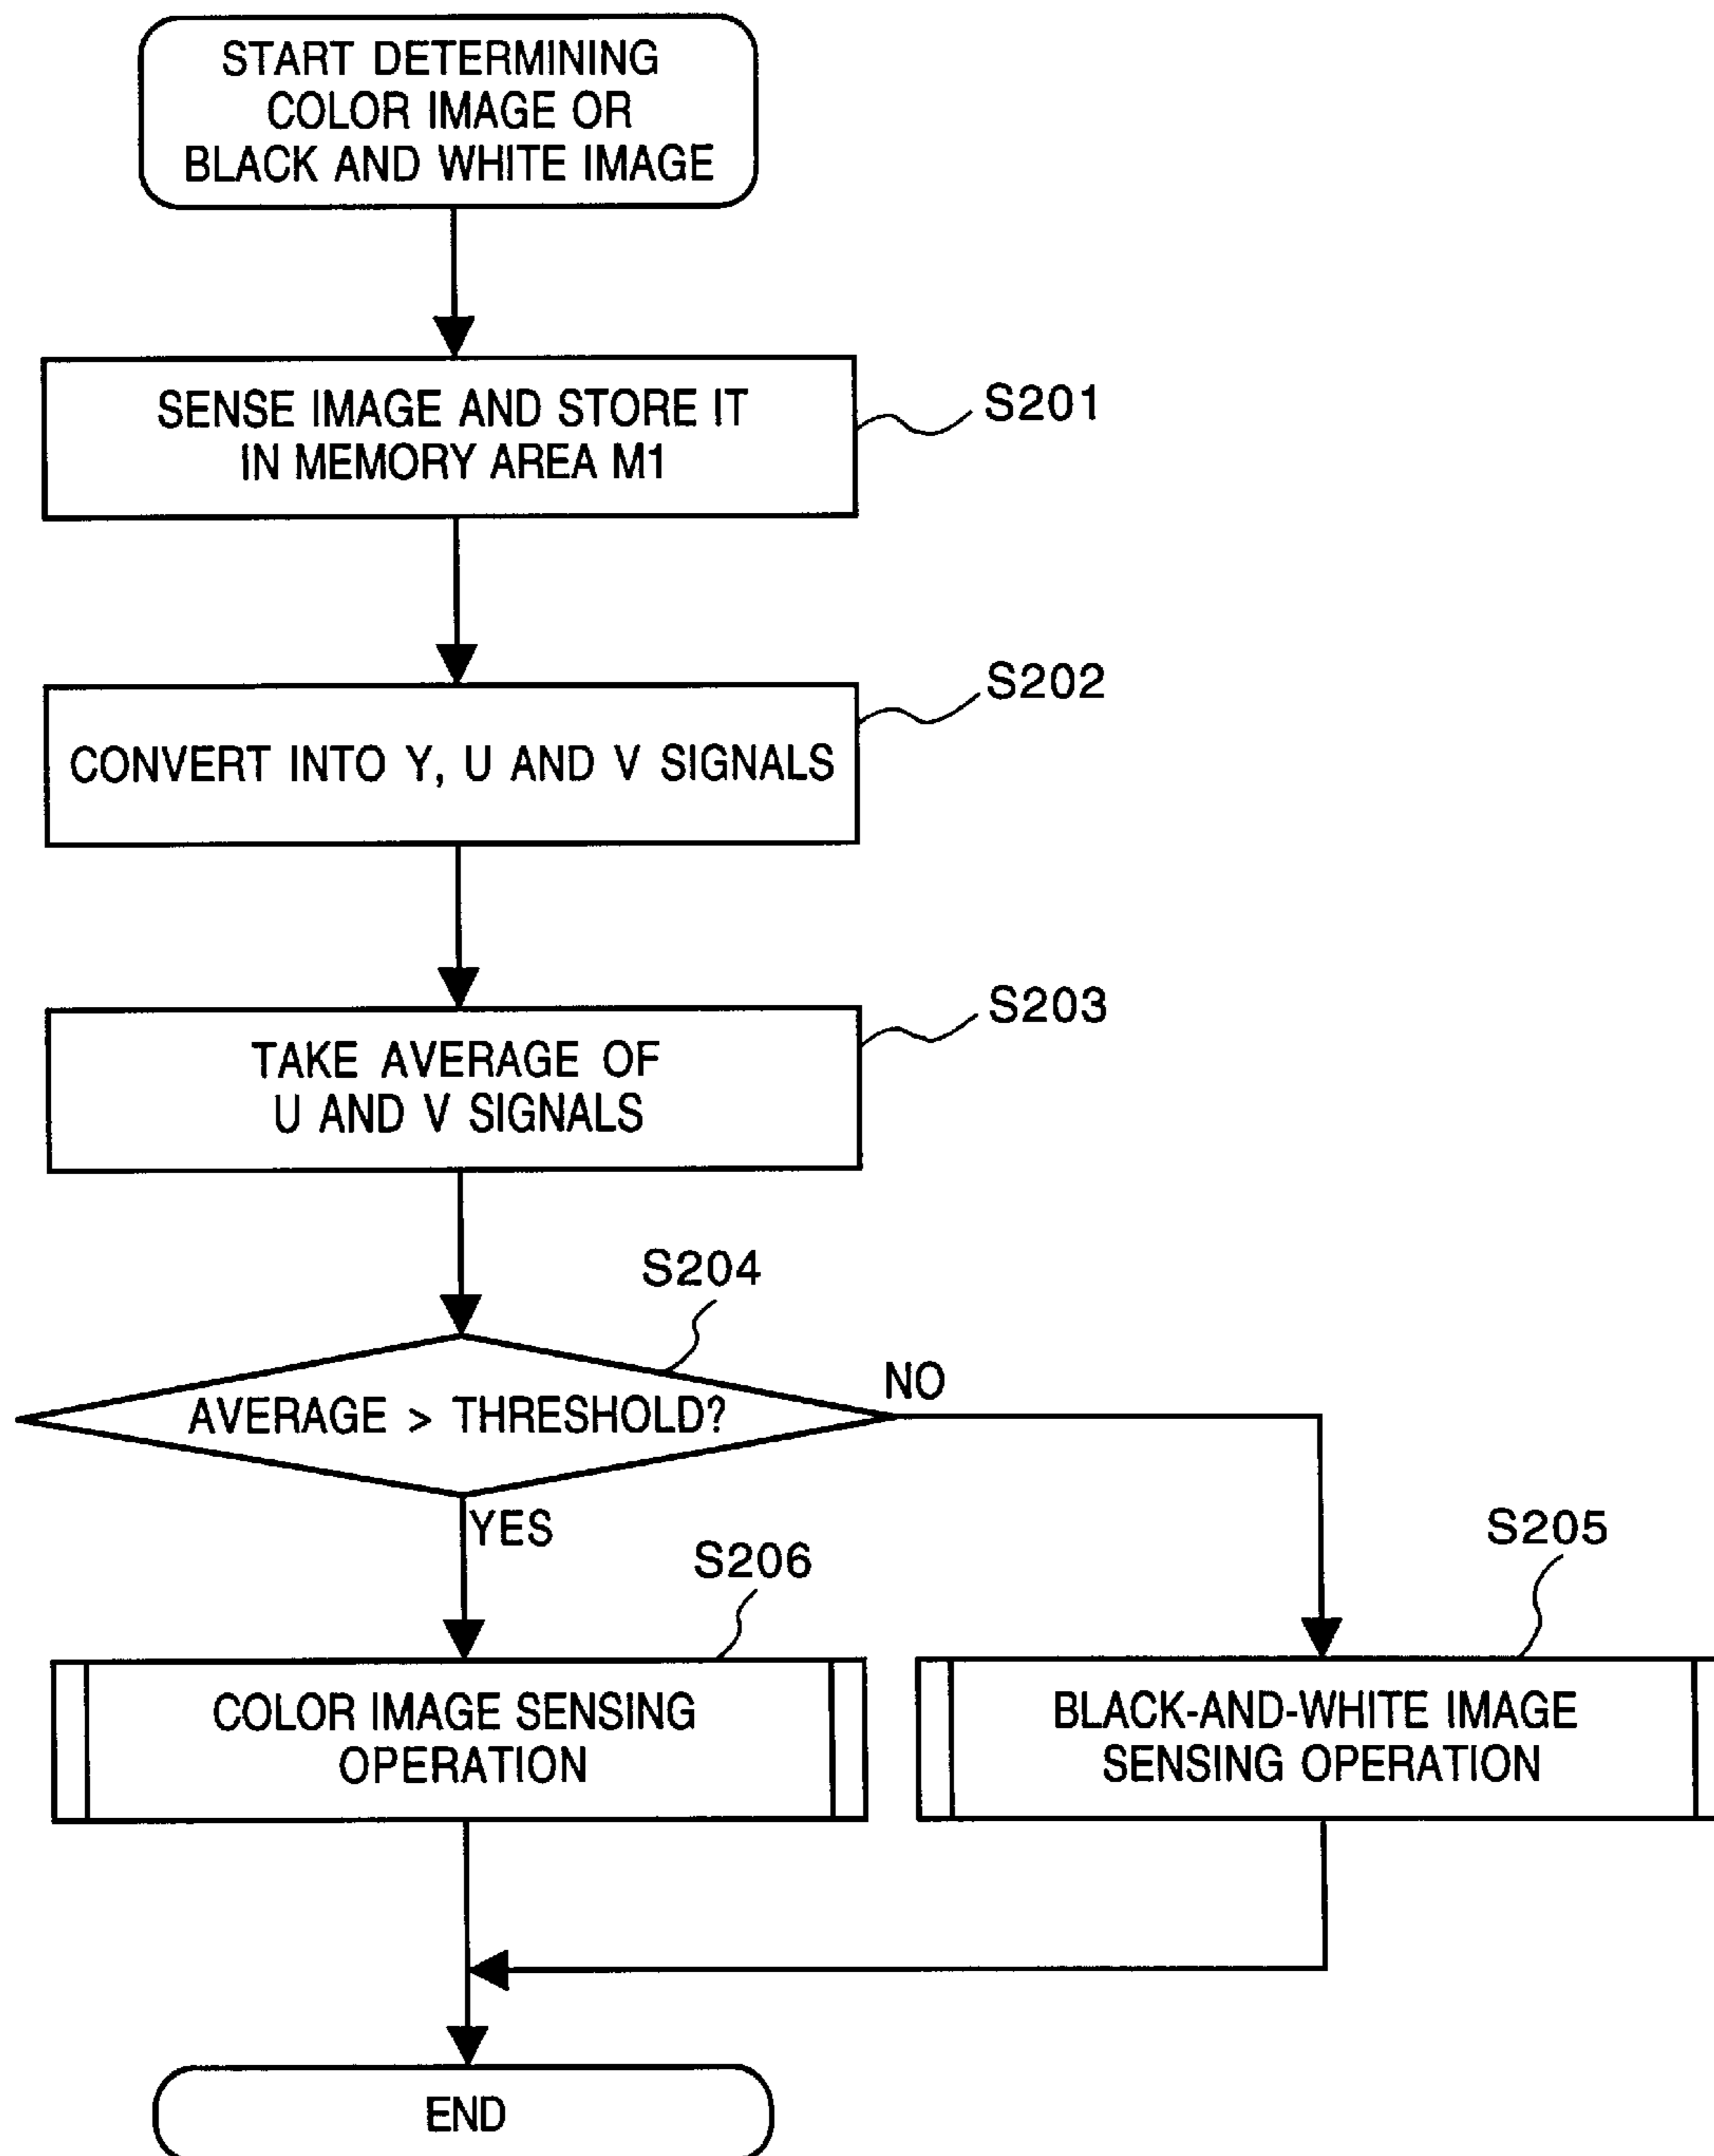 START DETERMINING
COLOR IMAGE OR
BLACK AND WHITE IMAGE
SENSE IMAGE AND STORE IT
IN MEMORY AREA M1
S201
CONVERT INTO Y, U AND V SIGNALS
S202
TAKE AVERAGE OF
U AND V SIGNALS
S203
S204
AVERAGE > THRESHOLD?
NO
YES
S206
COLOR IMAGE SENSING
OPERATION
S205
BLACK-AND-WHITE IMAGE
SENSING OPERATION
END